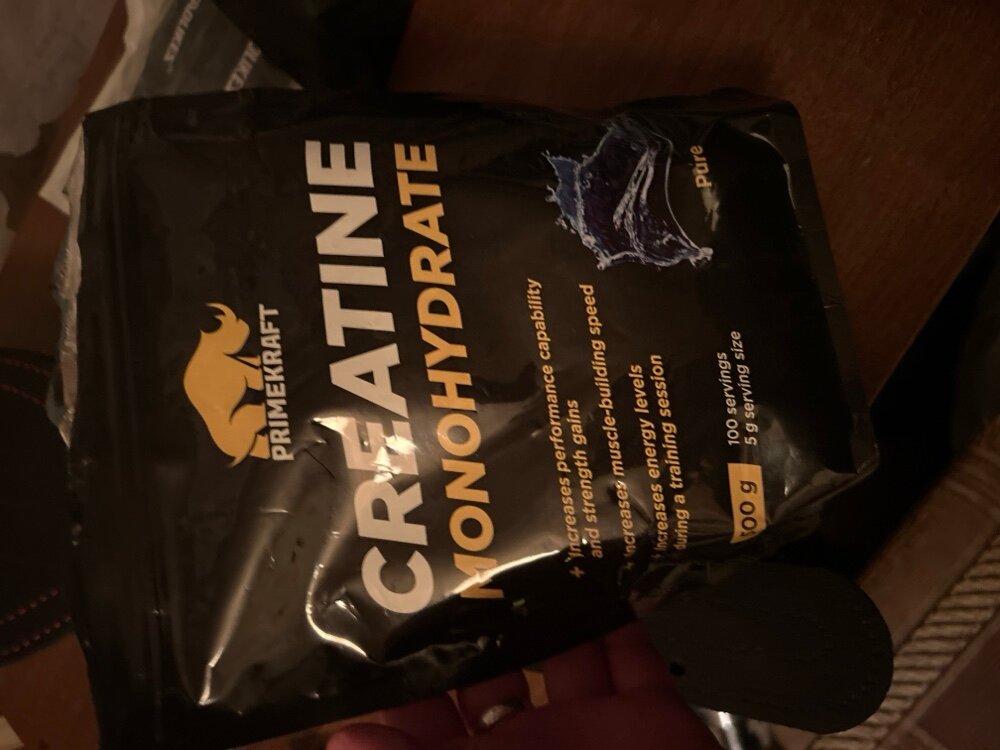 PRIMEKRAFT
CREATINE
MONOHYDRATE
+ Increases performance capability
and strength gains
Increases muscle-building speed
Increases energy levels
during a training session
Pure
100 servings
5 g serving size
00 g